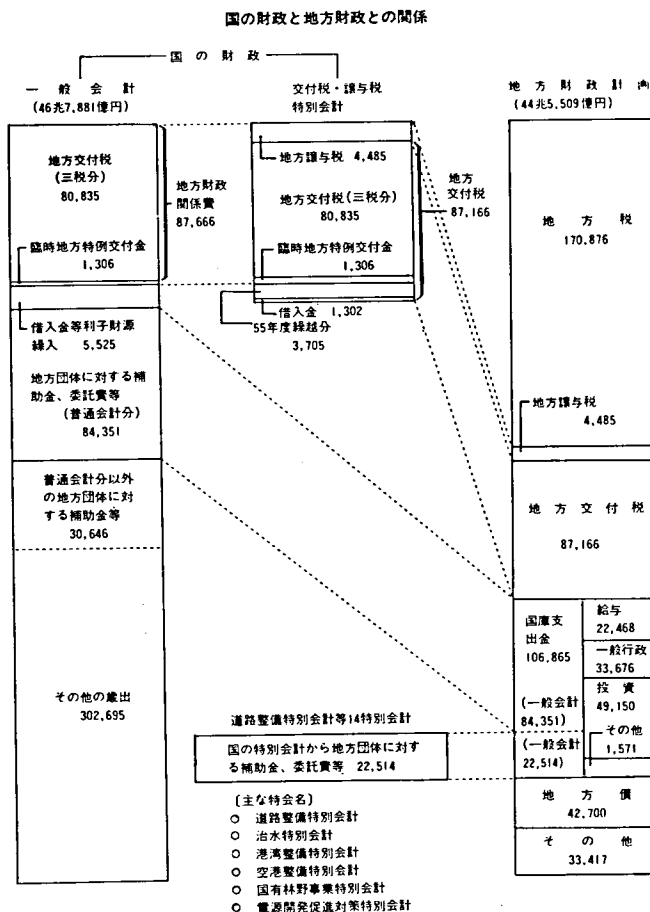 国の財政と地方財政との関係
国の財政
一般会計
(46兆7,881億円)
交付税・譲与税
特別会計
地方財政計画
(44兆5,509億円)
地方交付税
(三税分)
80,835
臨時地方特例交付金
1,306
地方財政
関係費
87,666
借入金等利子財源
繰入 5,525
地方団体に対する補
助金、委託費等
(普通会計分)
84,351
普通会計分以外
の地方団体に対
する補助金等
30,646
その他の歳出
302,695
地方譲与税 4,485
地方交付税(三税分)
80,835
臨時地方特例交付金
1,306
借入金 1,302
55年度繰越分
3,705
地方
交付税
87,166
地方税
170,876
地方譲与税
4,485
地方交付税
87,166
国庫支
出金
106,865
(一般会計
84,351)
(一般会計
22,514)
給与
22,468
一般行政
33,676
投資
49,150
その他
1,571
地方債
42,700
その他
33,417
道路整備特別会計等14特別会計
国の特別会計から地方団体に対す
る補助金、委託費等 22,514
〔主な特会名〕
○ 道路整備特別会計
○ 治水特別会計
○ 港湾整備特別会計
○ 空港整備特別会計
○ 国有林野事業特別会計
○ 電源開発促進対策特別会計